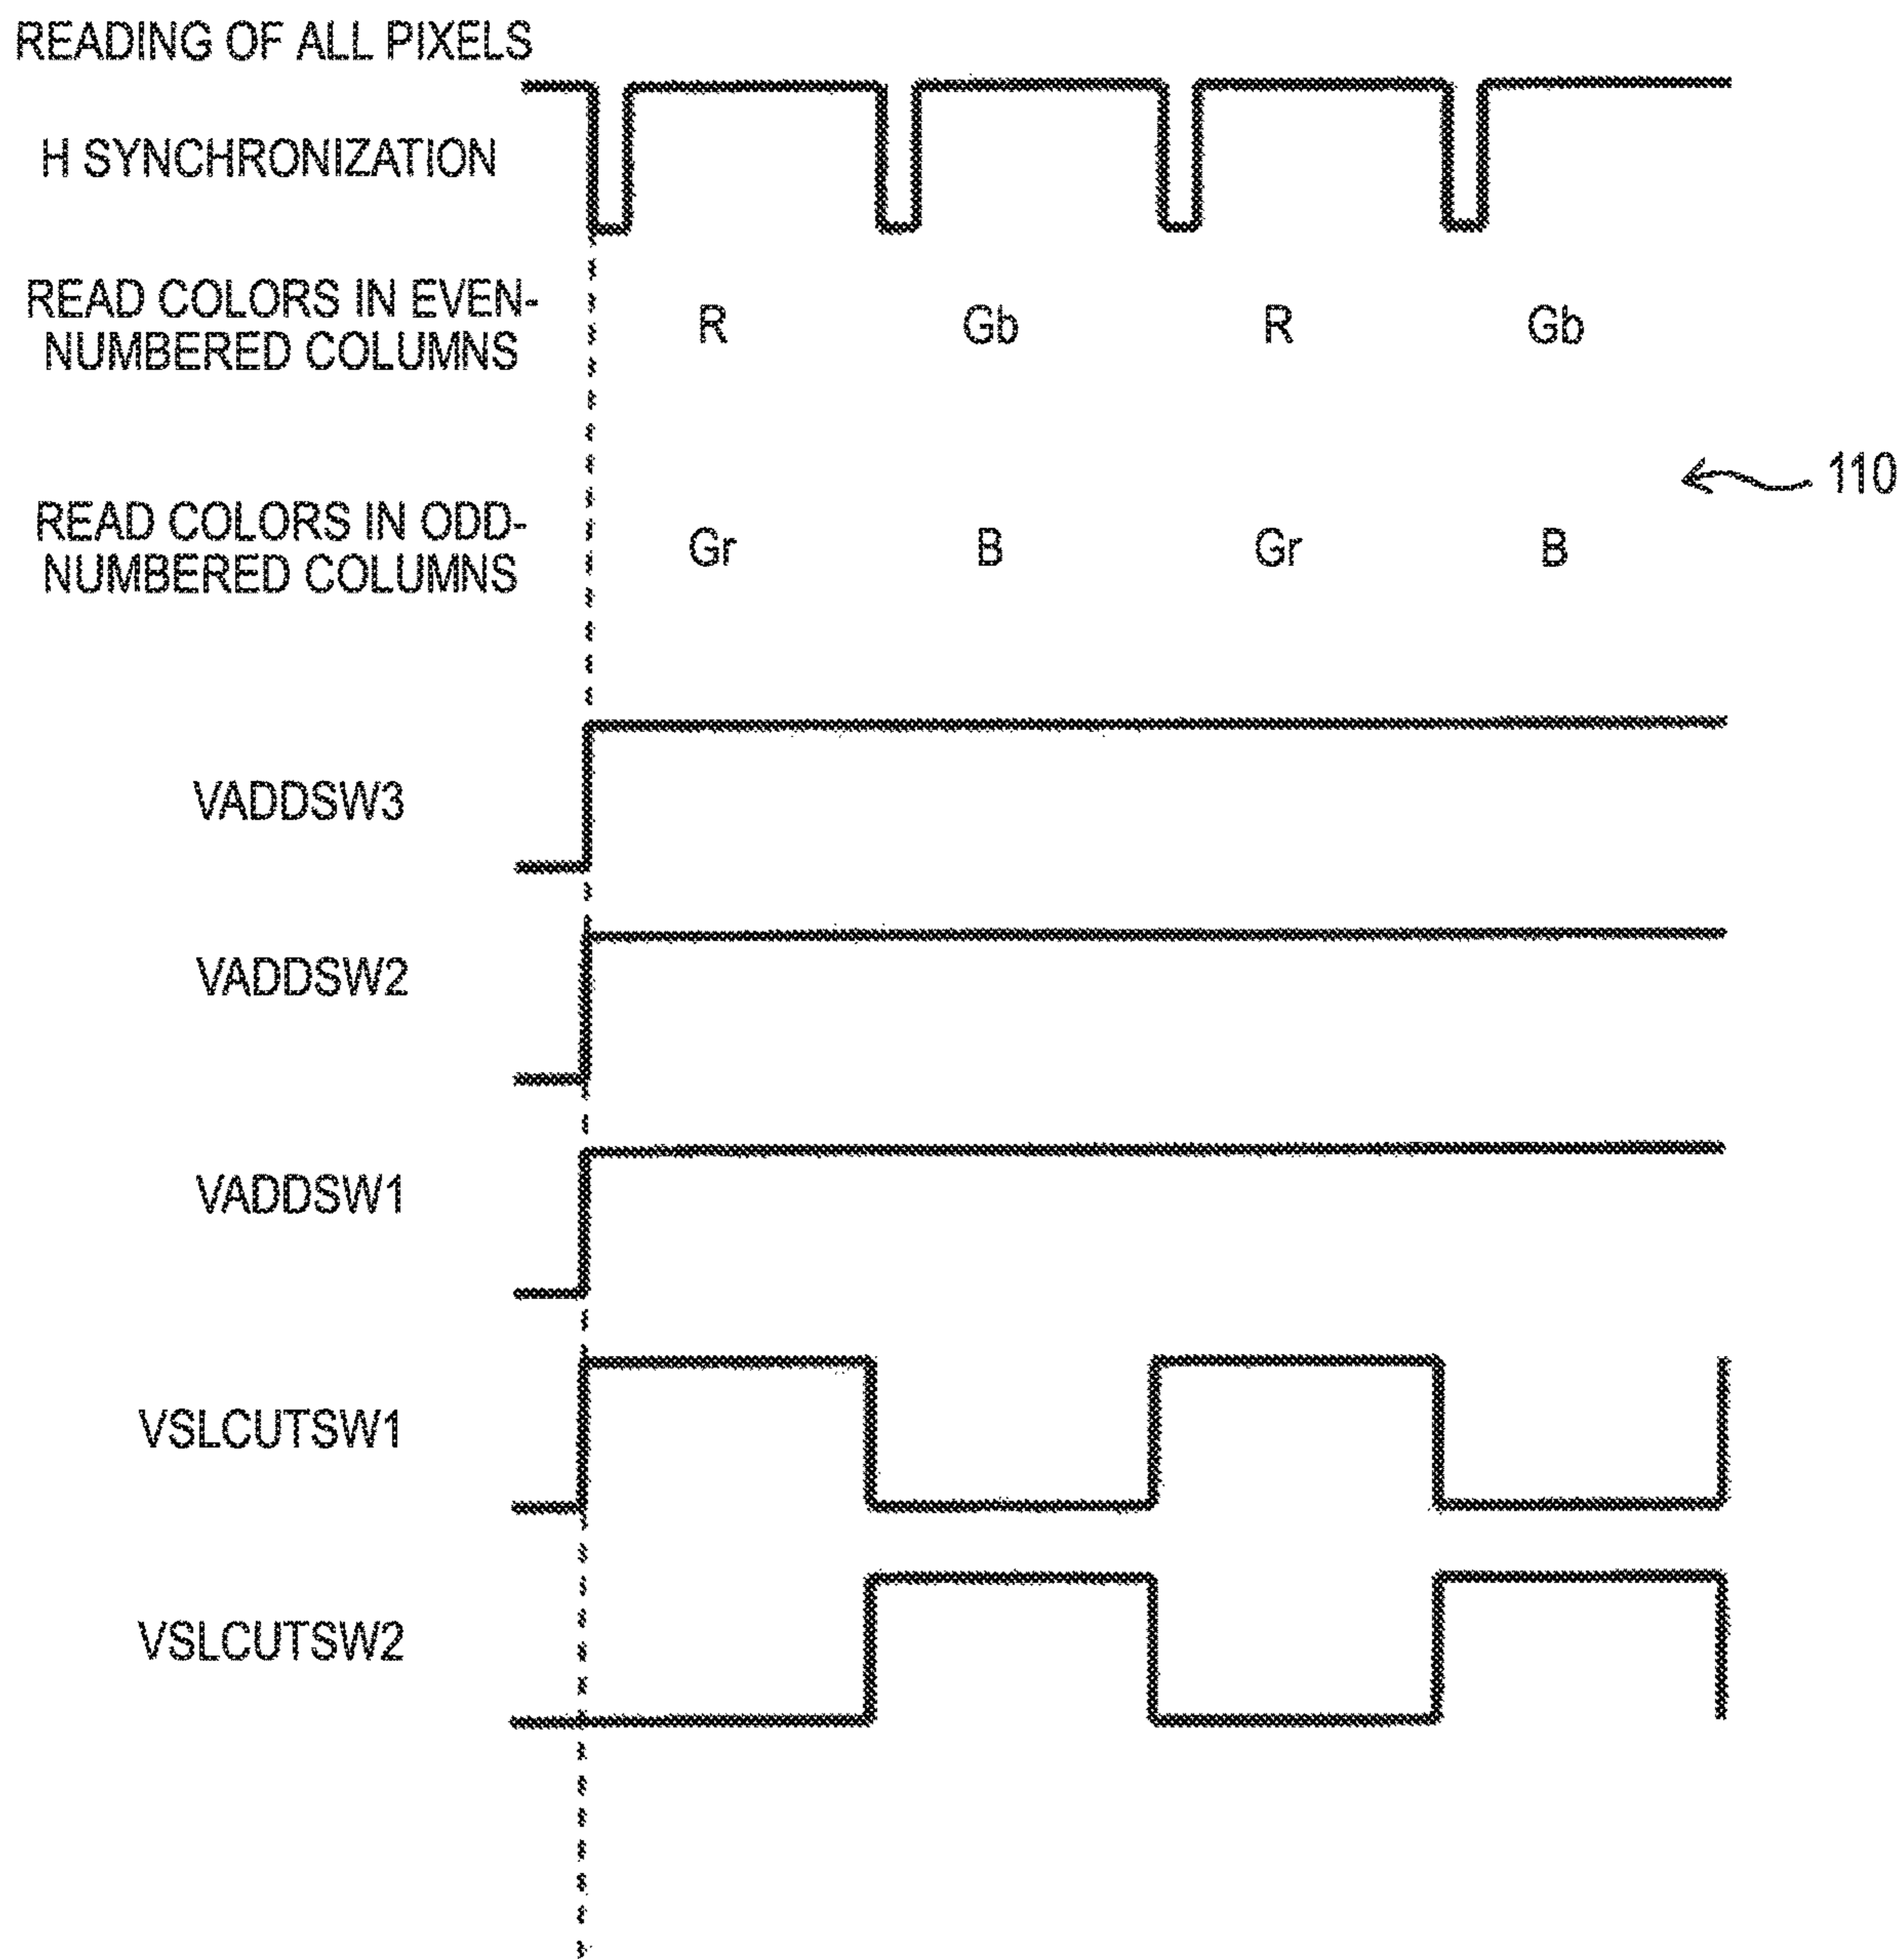 READING OF ALL PIXELS
H SYNCHRONIZATION
READ COLORS IN EVEN-
NUMBERED COLUMNS
R Gb R Gb
110
READ COLORS IN ODD-
NUMBERED COLUMNS
Gr B Gr B
VADDSW3
VADDSW2
VADDSW1
VSLCUTSW1
VSLCUTSW2